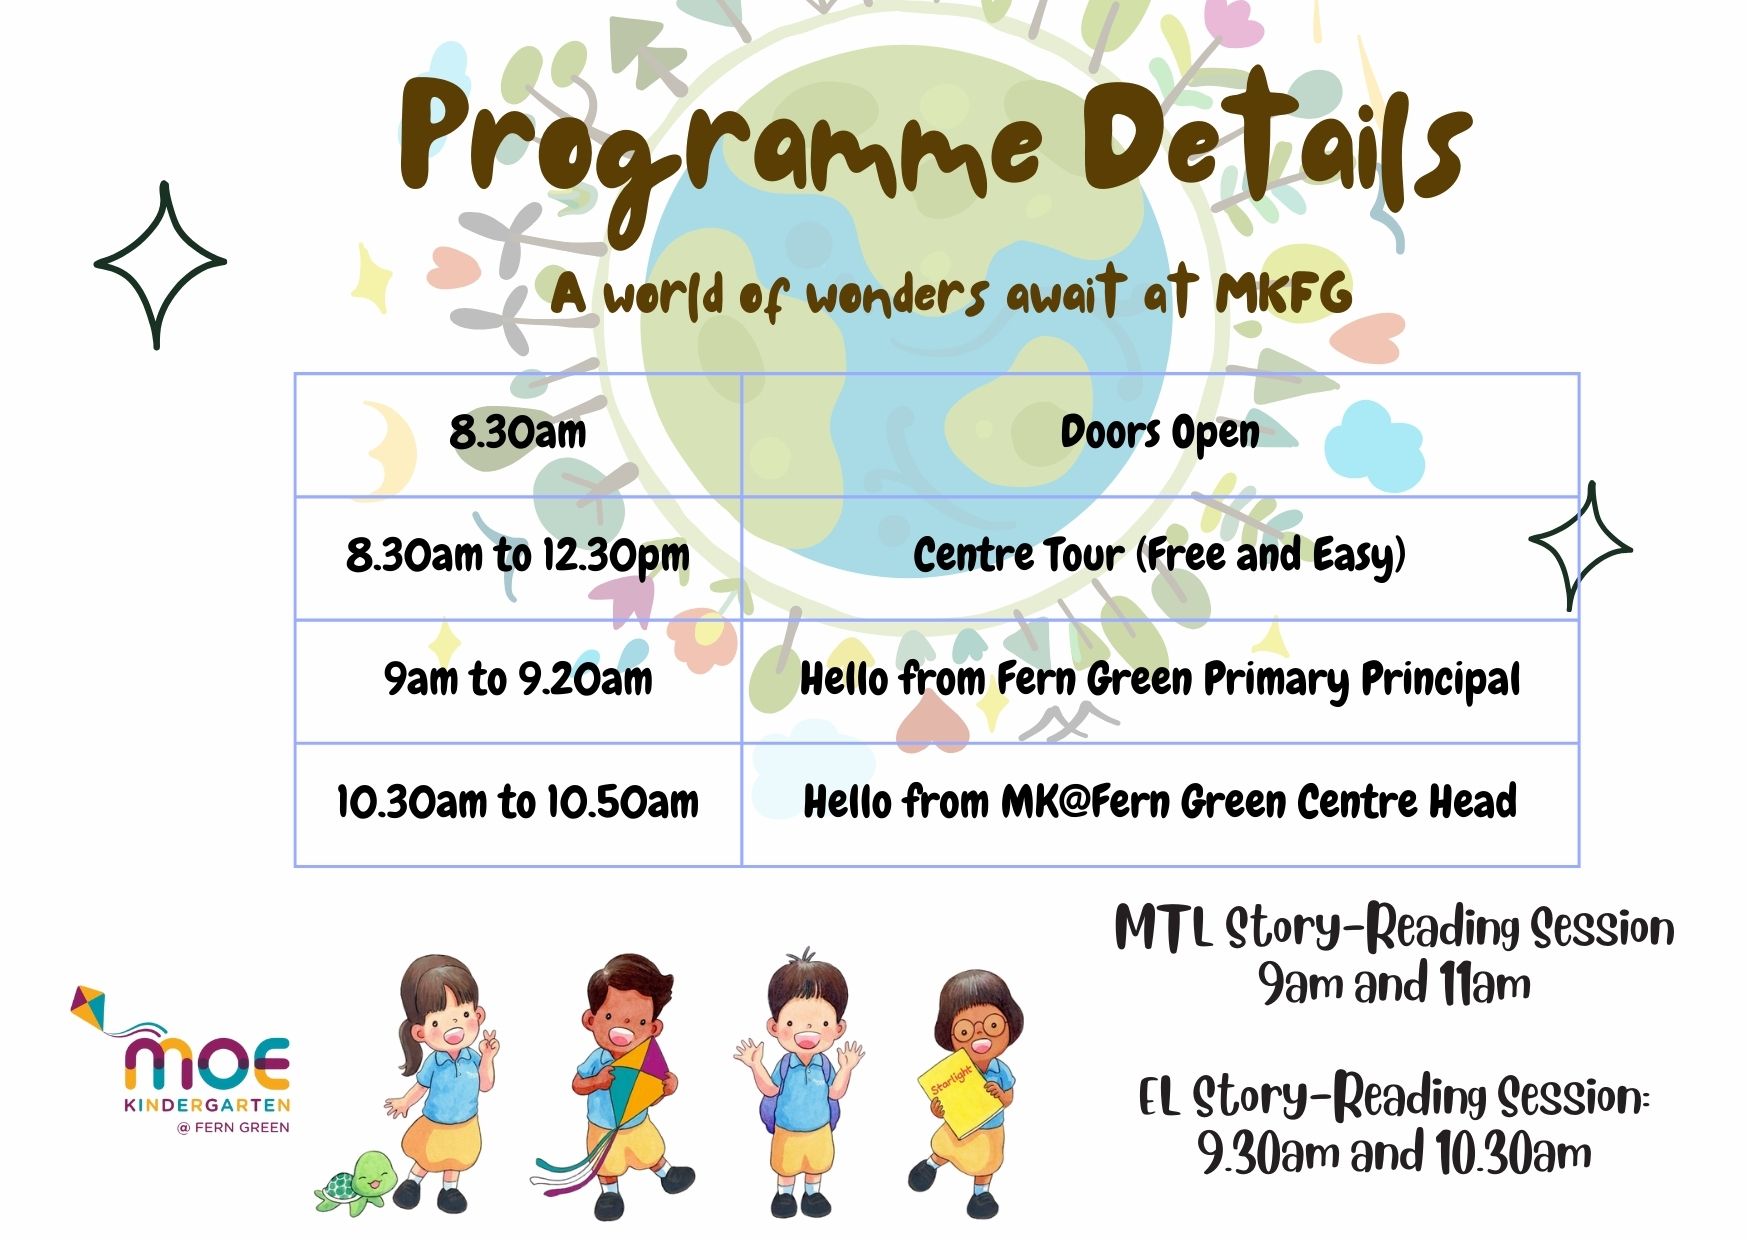 Programme Details
A world of wonders await at MKFG
8.30am
Doors Open
8.30am to 12.30pm
Centre Tour (Free and Easy)
9am to 9.20am
Hello from Fern Green Primary Principal
10.30am to 10.50am
Hello from MK@Fern Green Centre Head
MTL Story-Reading Session
9am and 11am
EL Story-Reading Session:
9.30am and 10.30am
MOE
KINDERGARTEN
@ FERN GREEN
Starlight